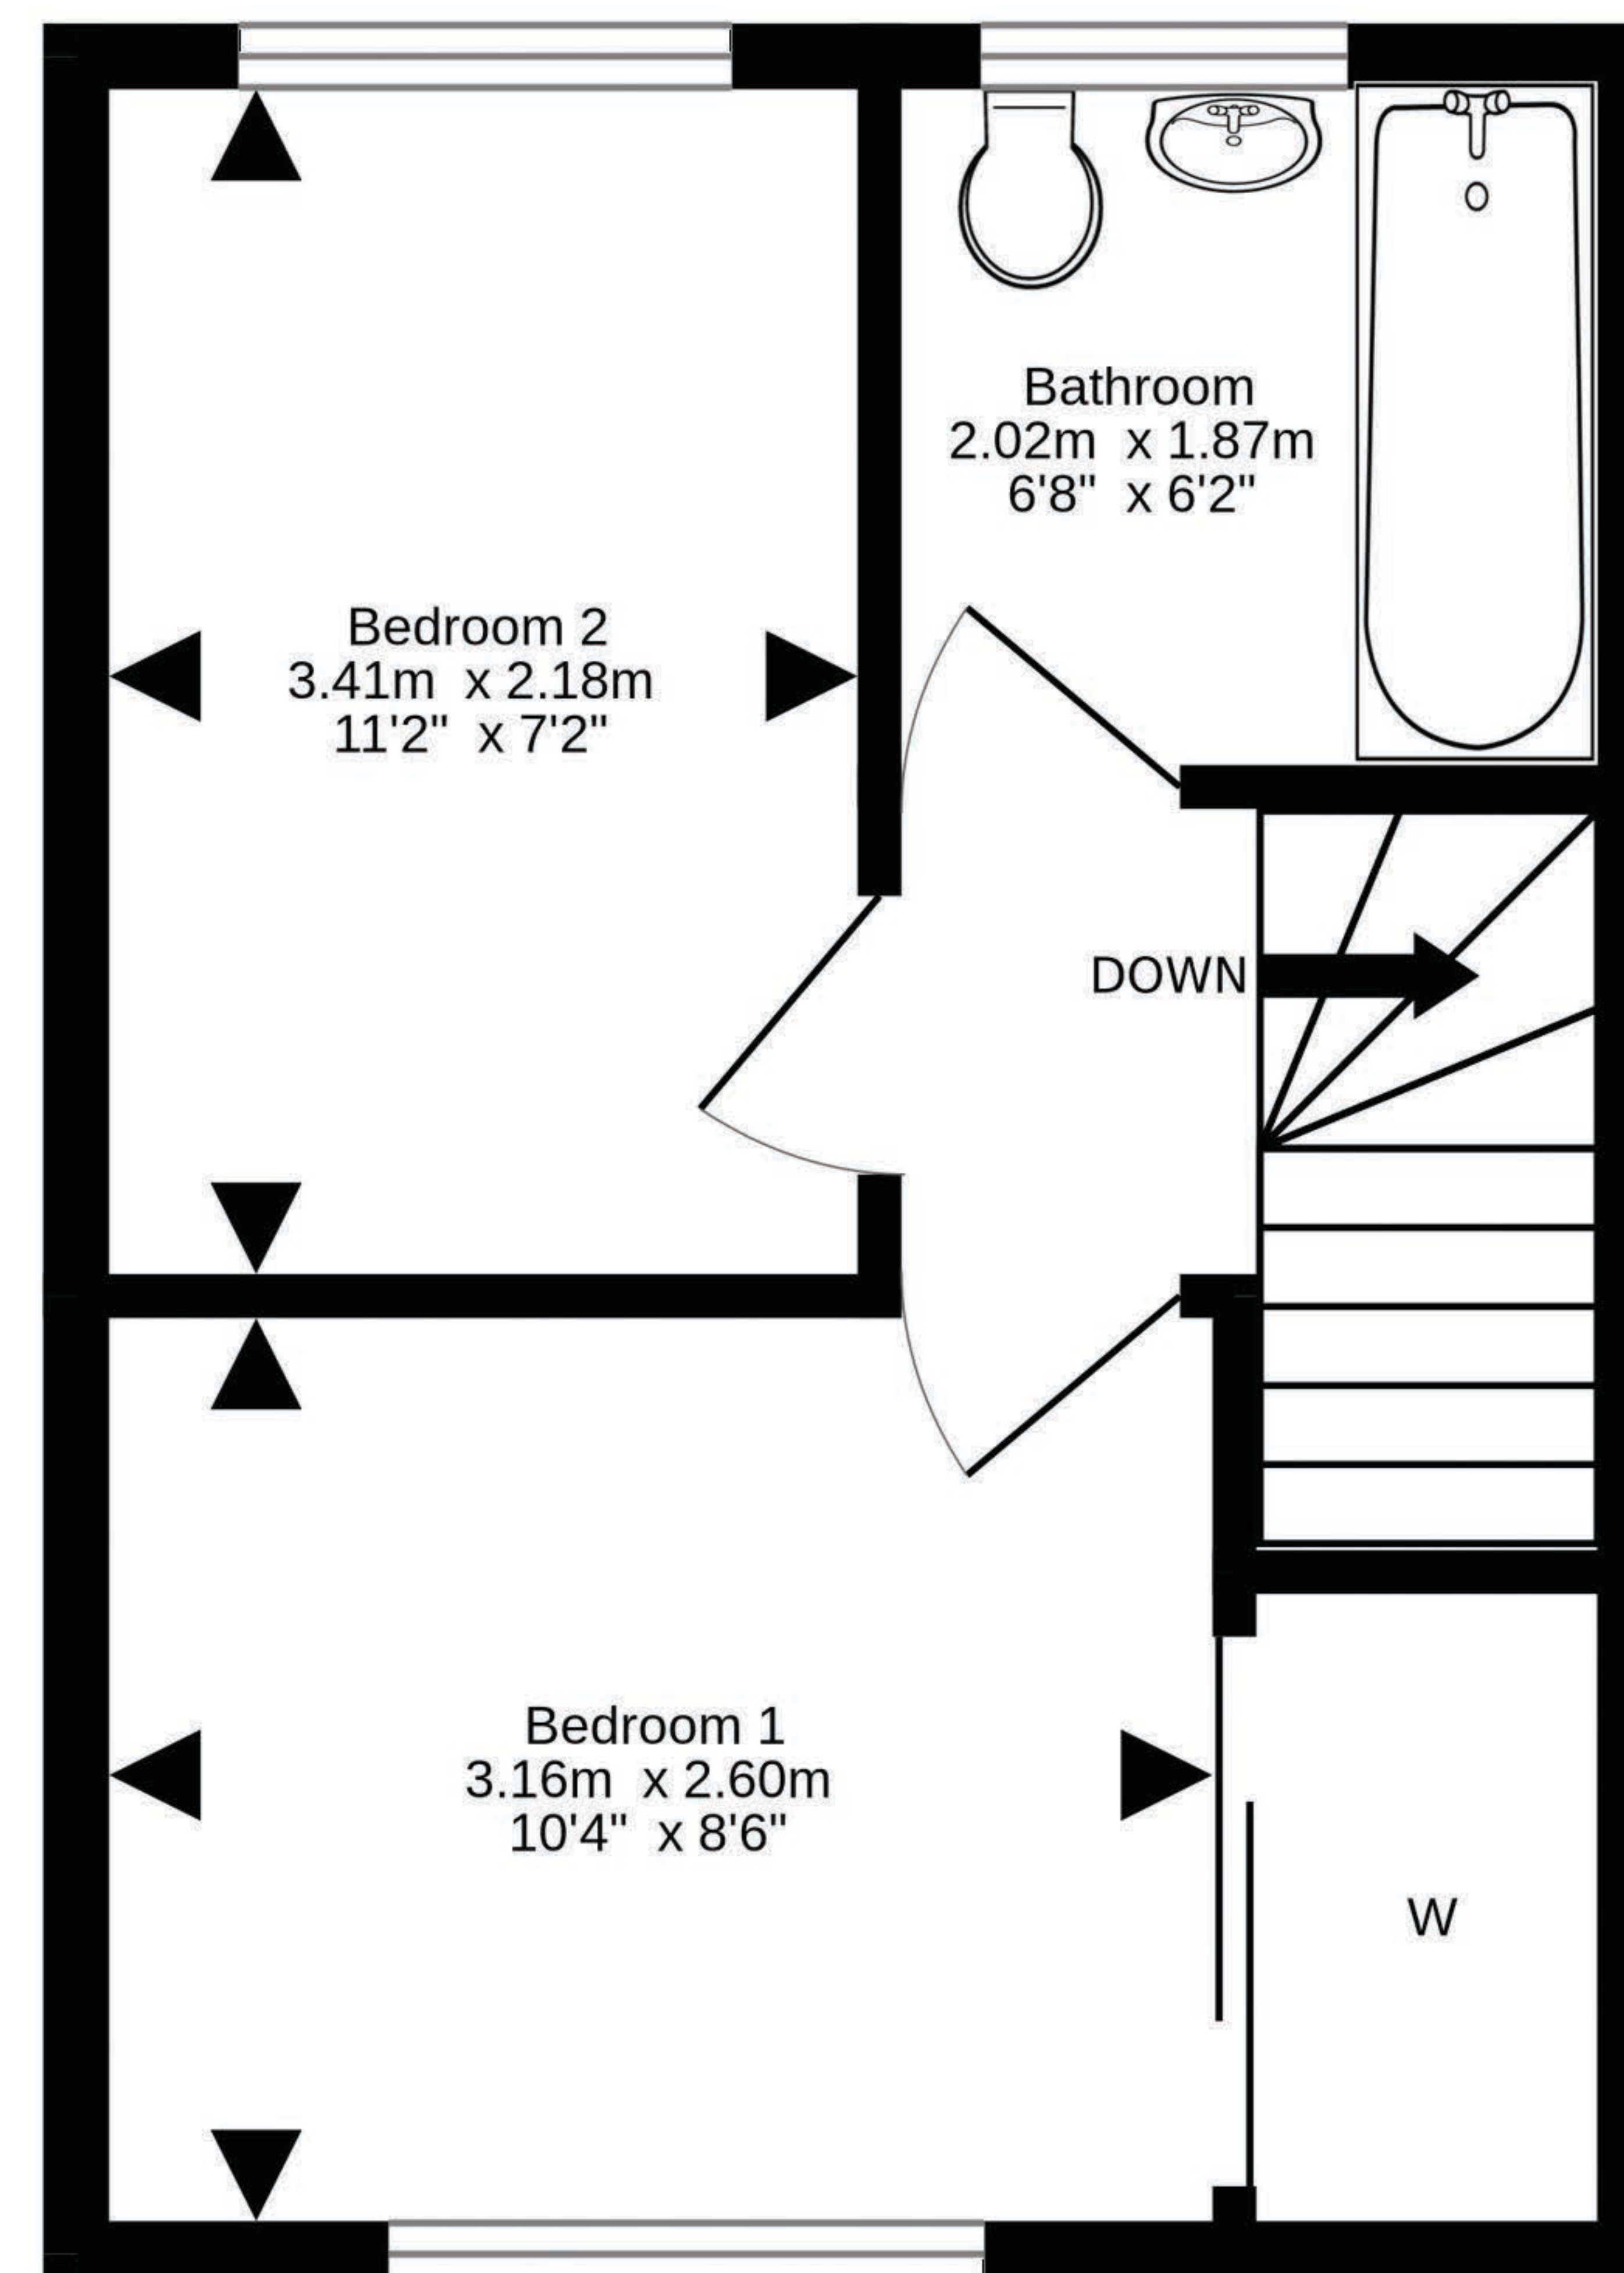 Bathroom
2.02m x 1.87m
6'8" x 6'2"
Bedroom 2
3.41m x 2.18m
11'2" x 7'2"
DOWN
Bedroom 1
3.16m x 2.60m
10'4" x 8'6"
W